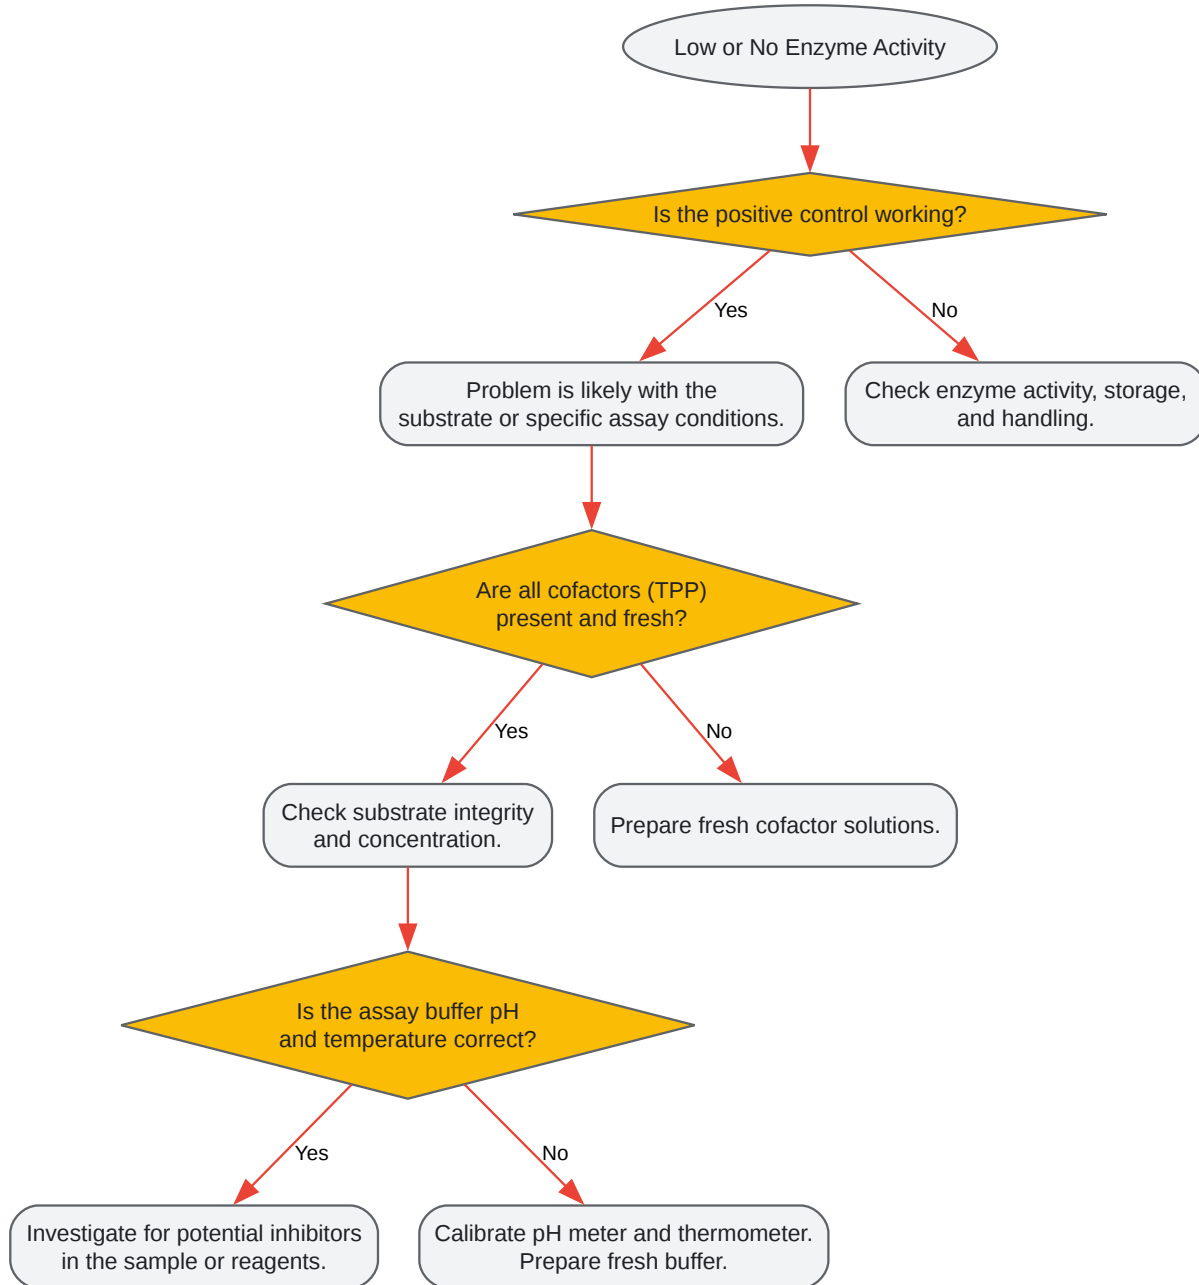 Low or No Enzyme Activity
Is the positive control working?
Yes
No
Problem is likely with the
substrate or specific assay conditions.
Check enzyme activity, storage,
and handling.
Are all cofactors (TPP)
present and fresh?
Yes
No
Check substrate integrity
and concentration.
Prepare fresh cofactor solutions.
Is the assay buffer pH
and temperature correct?
Yes
No
Investigate for potential inhibitors
in the sample or reagents.
Calibrate pH meter and thermometer.
Prepare fresh buffer.